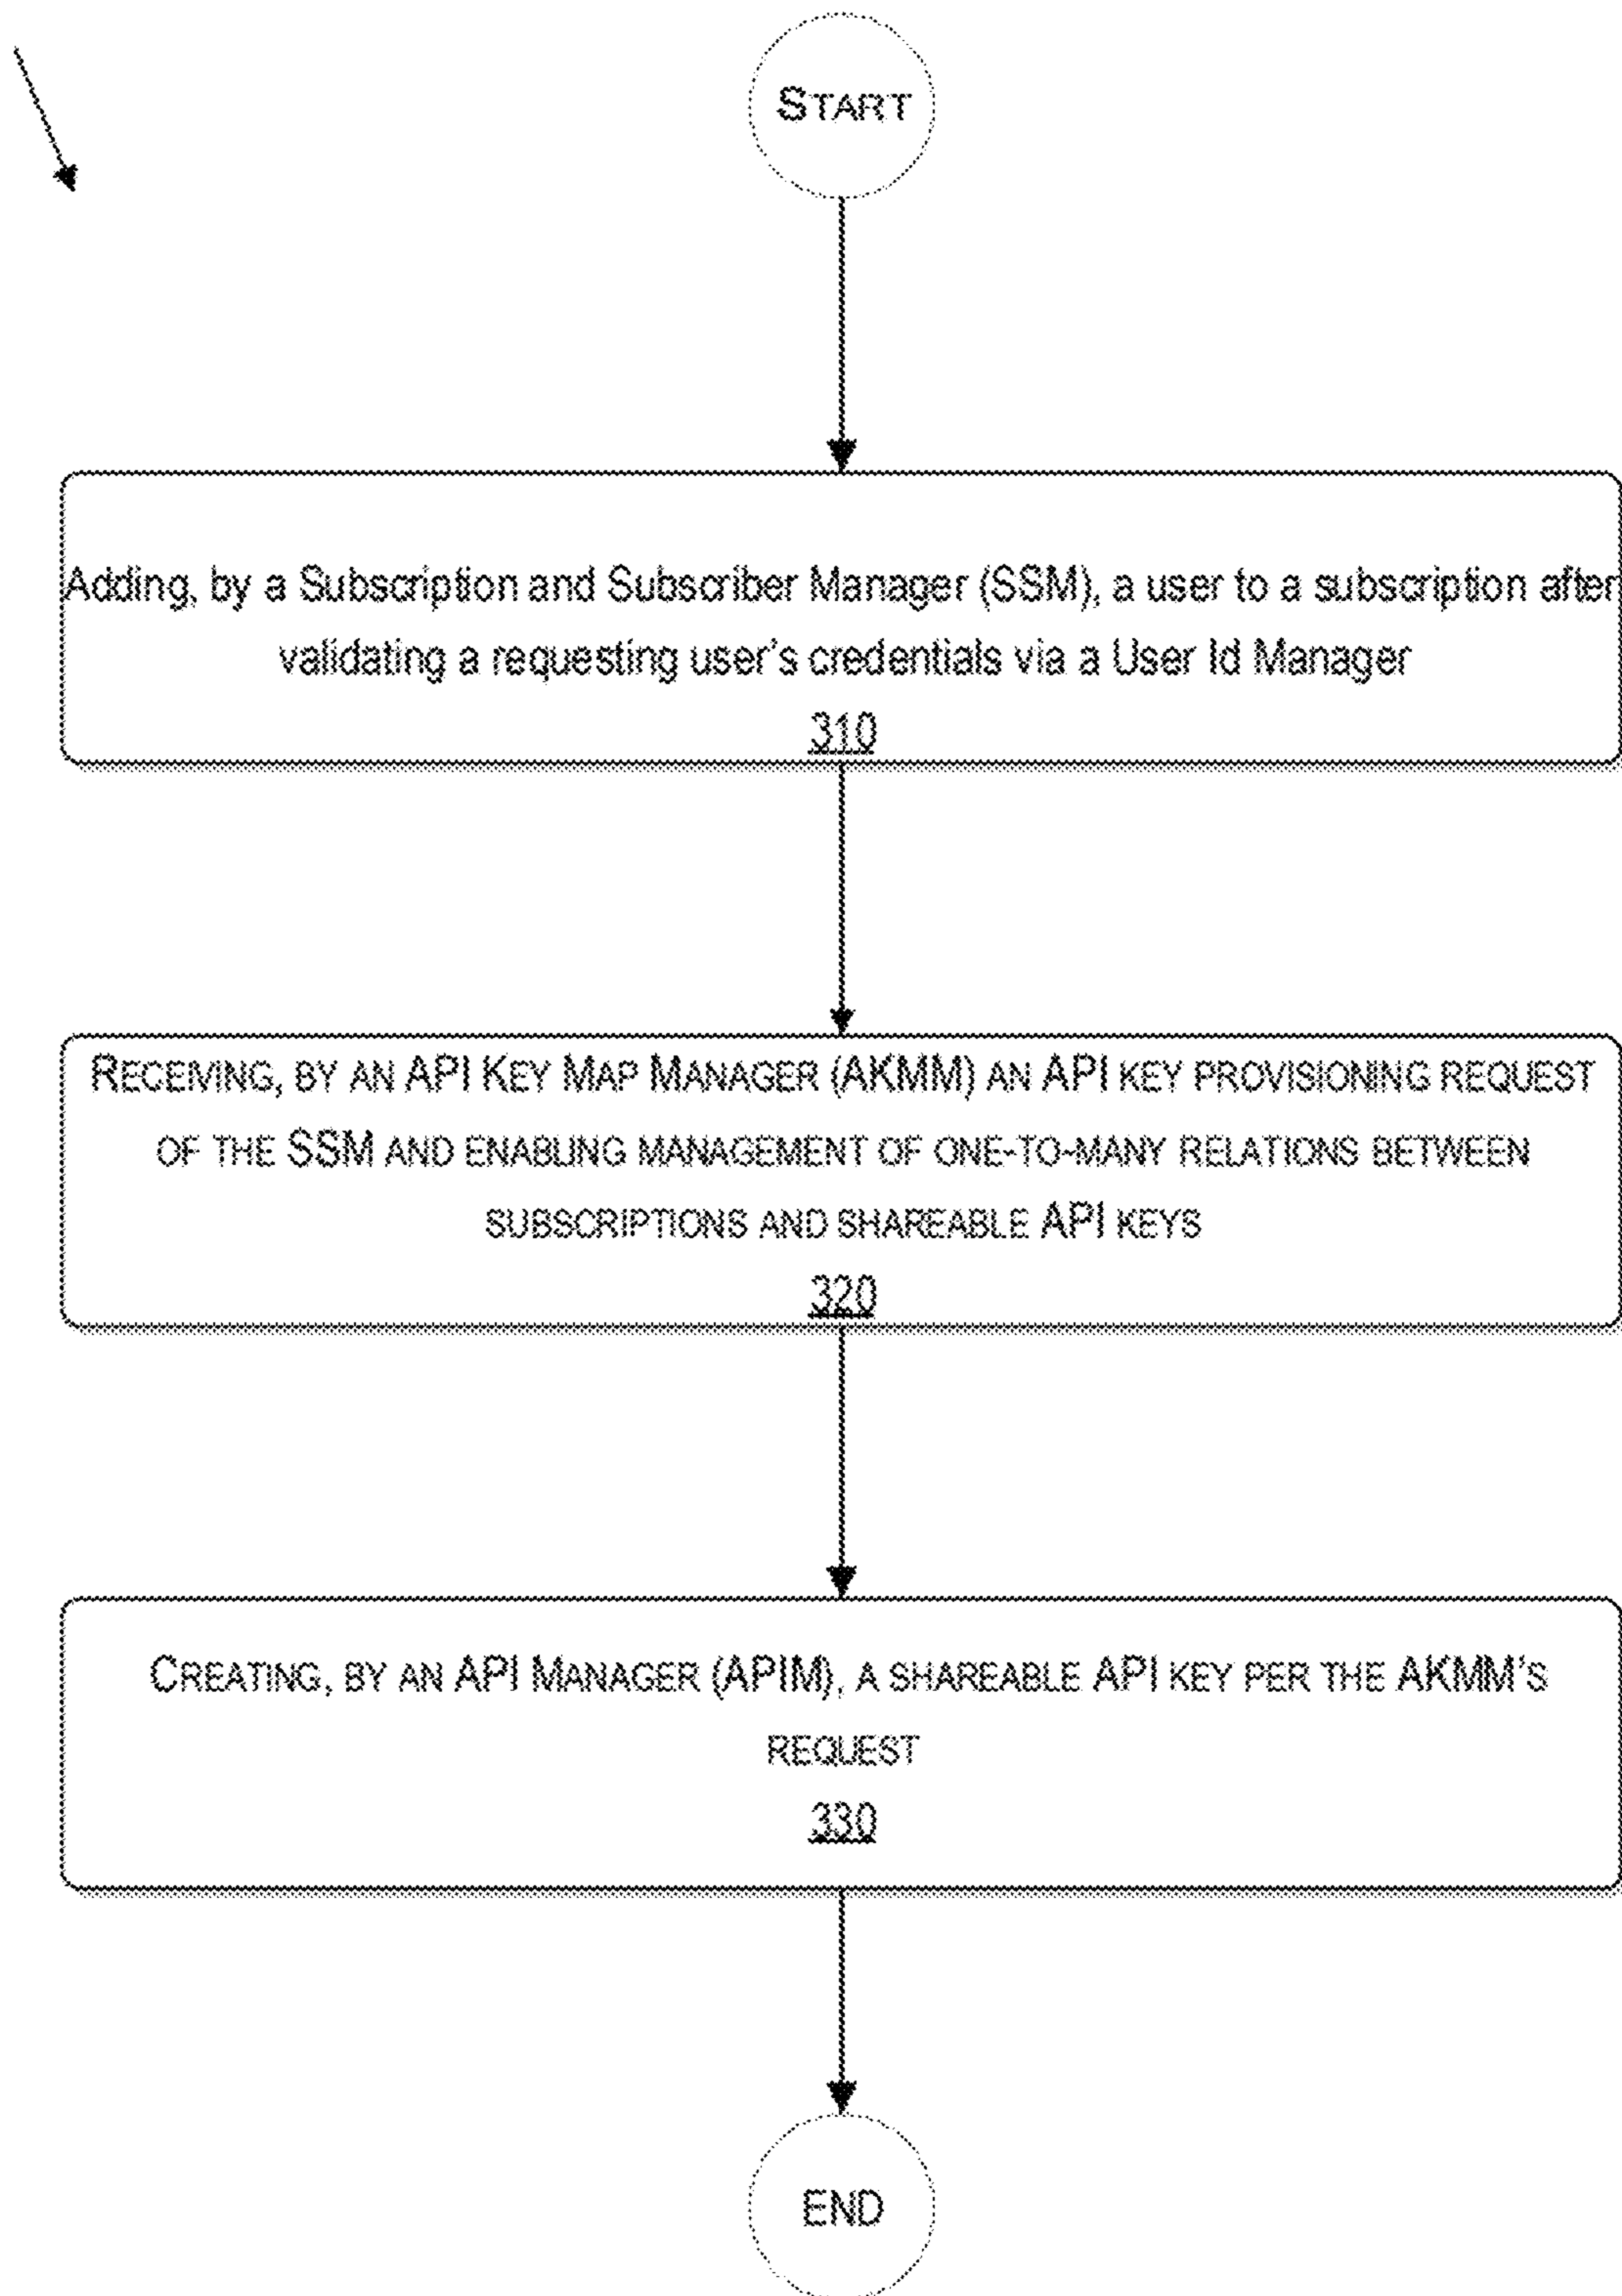 START
Adding, by a Subscription and Subscriber Manager (SSM), a user to a subscription after
validating a requesting user's credentials via a User Id Manager
310
RECEIVING, BY AN API KEY MAP MANAGER (AKMM) AN API KEY PROVISIONING REQUEST
OF THE SSM AND ENABLING MANAGEMENT OF ONE-TO-MANY RELATIONS BETWEEN
SUBSCRIPTIONS AND SHAREABLE API KEYS
320
CREATING, BY AN API MANAGER (APIM), A SHAREABLE API KEY PER THE AKMM'S
REQUEST
330
END